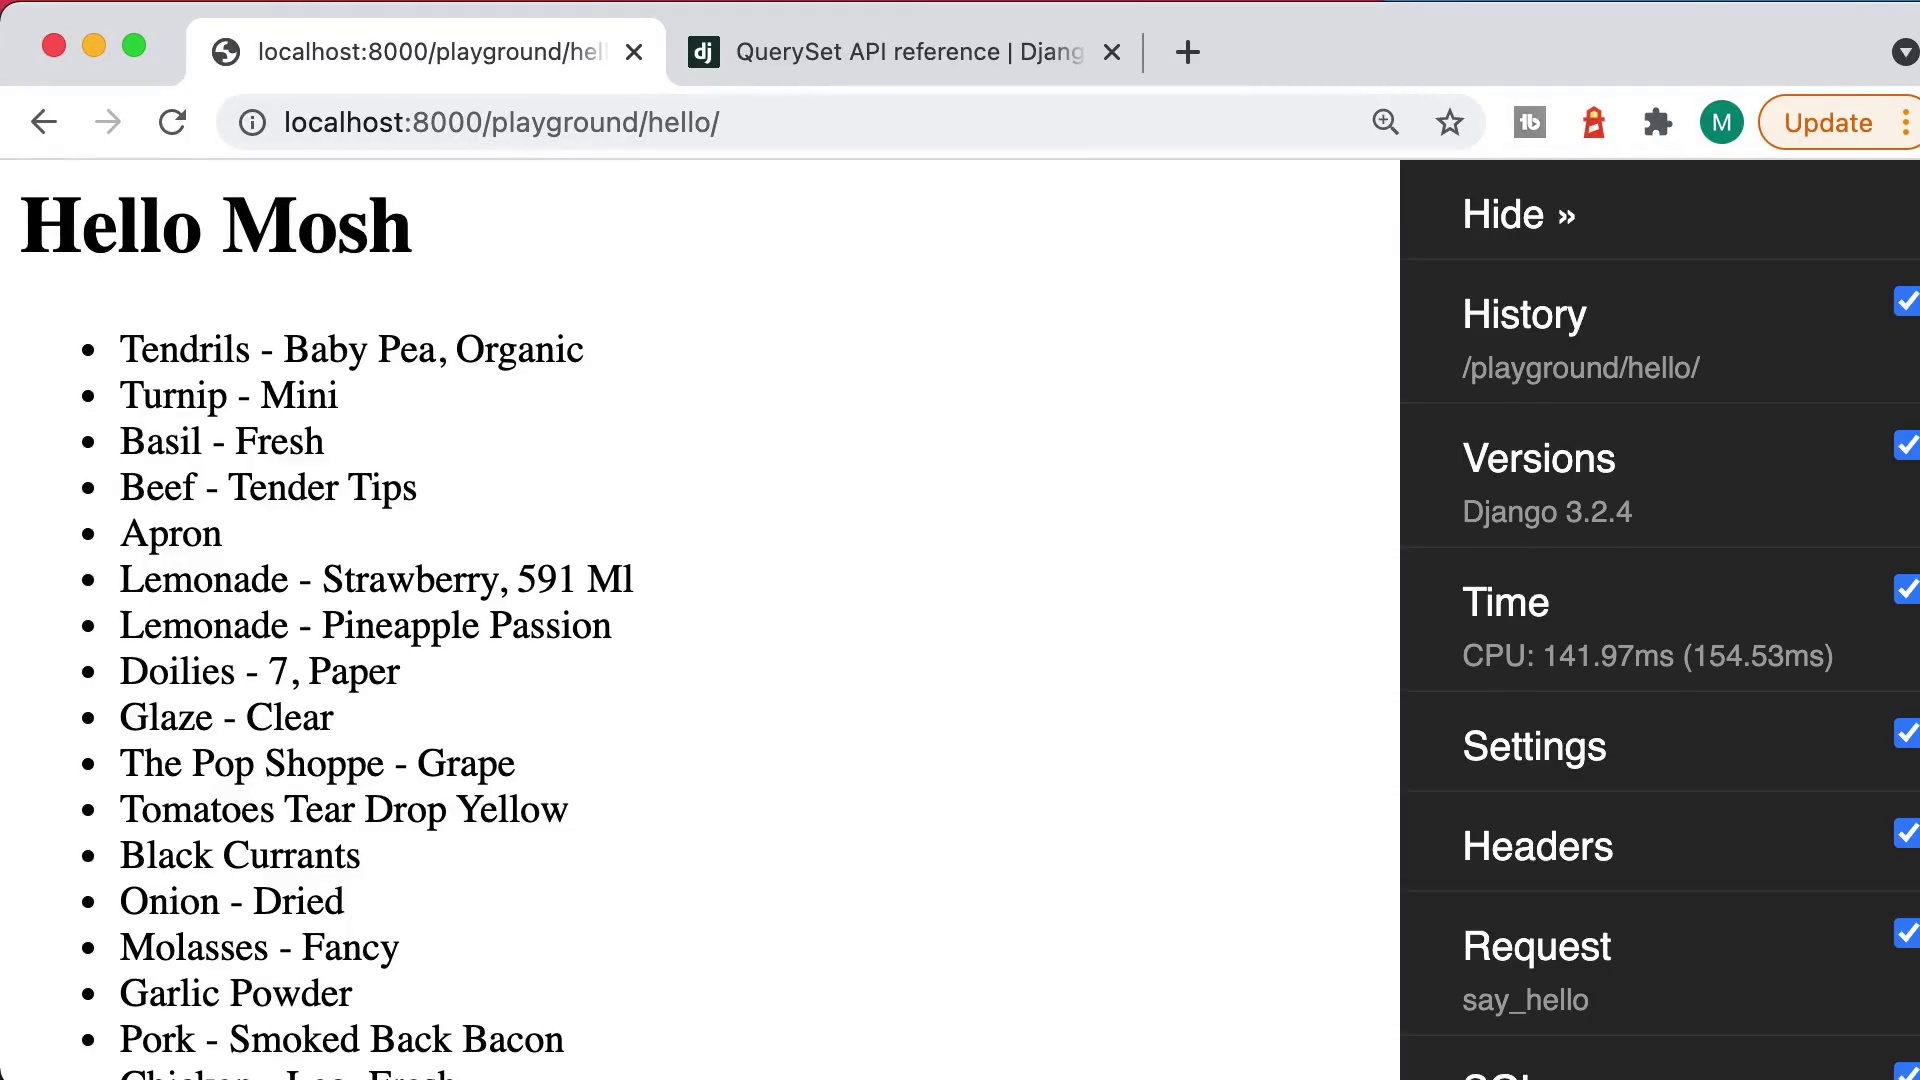 localhost:8000/playground/hel
dj QuerySet API reference | Djang
localhost:8000/playground/hello/
M
Update
Hello Mosh
Tendrils - Baby Pea, Organic
Turnip - Mini
Basil - Fresh
Beef - Tender Tips
Apron
Lemonade - Strawberry, 591 Ml
Lemonade - Pineapple Passion
Doilies - 7, Paper
Glaze - Clear
The Pop Shoppe - Grape
Tomatoes Tear Drop Yellow
Black Currants
Onion - Dried
Molasses - Fancy
Garlic Powder
Pork - Smoked Back Bacon
Hide »
History
/playground/hello/
Versions
Django 3.2.4
Time
CPU: 141.97ms (154.53ms)
Settings
Headers
Request
say_hello